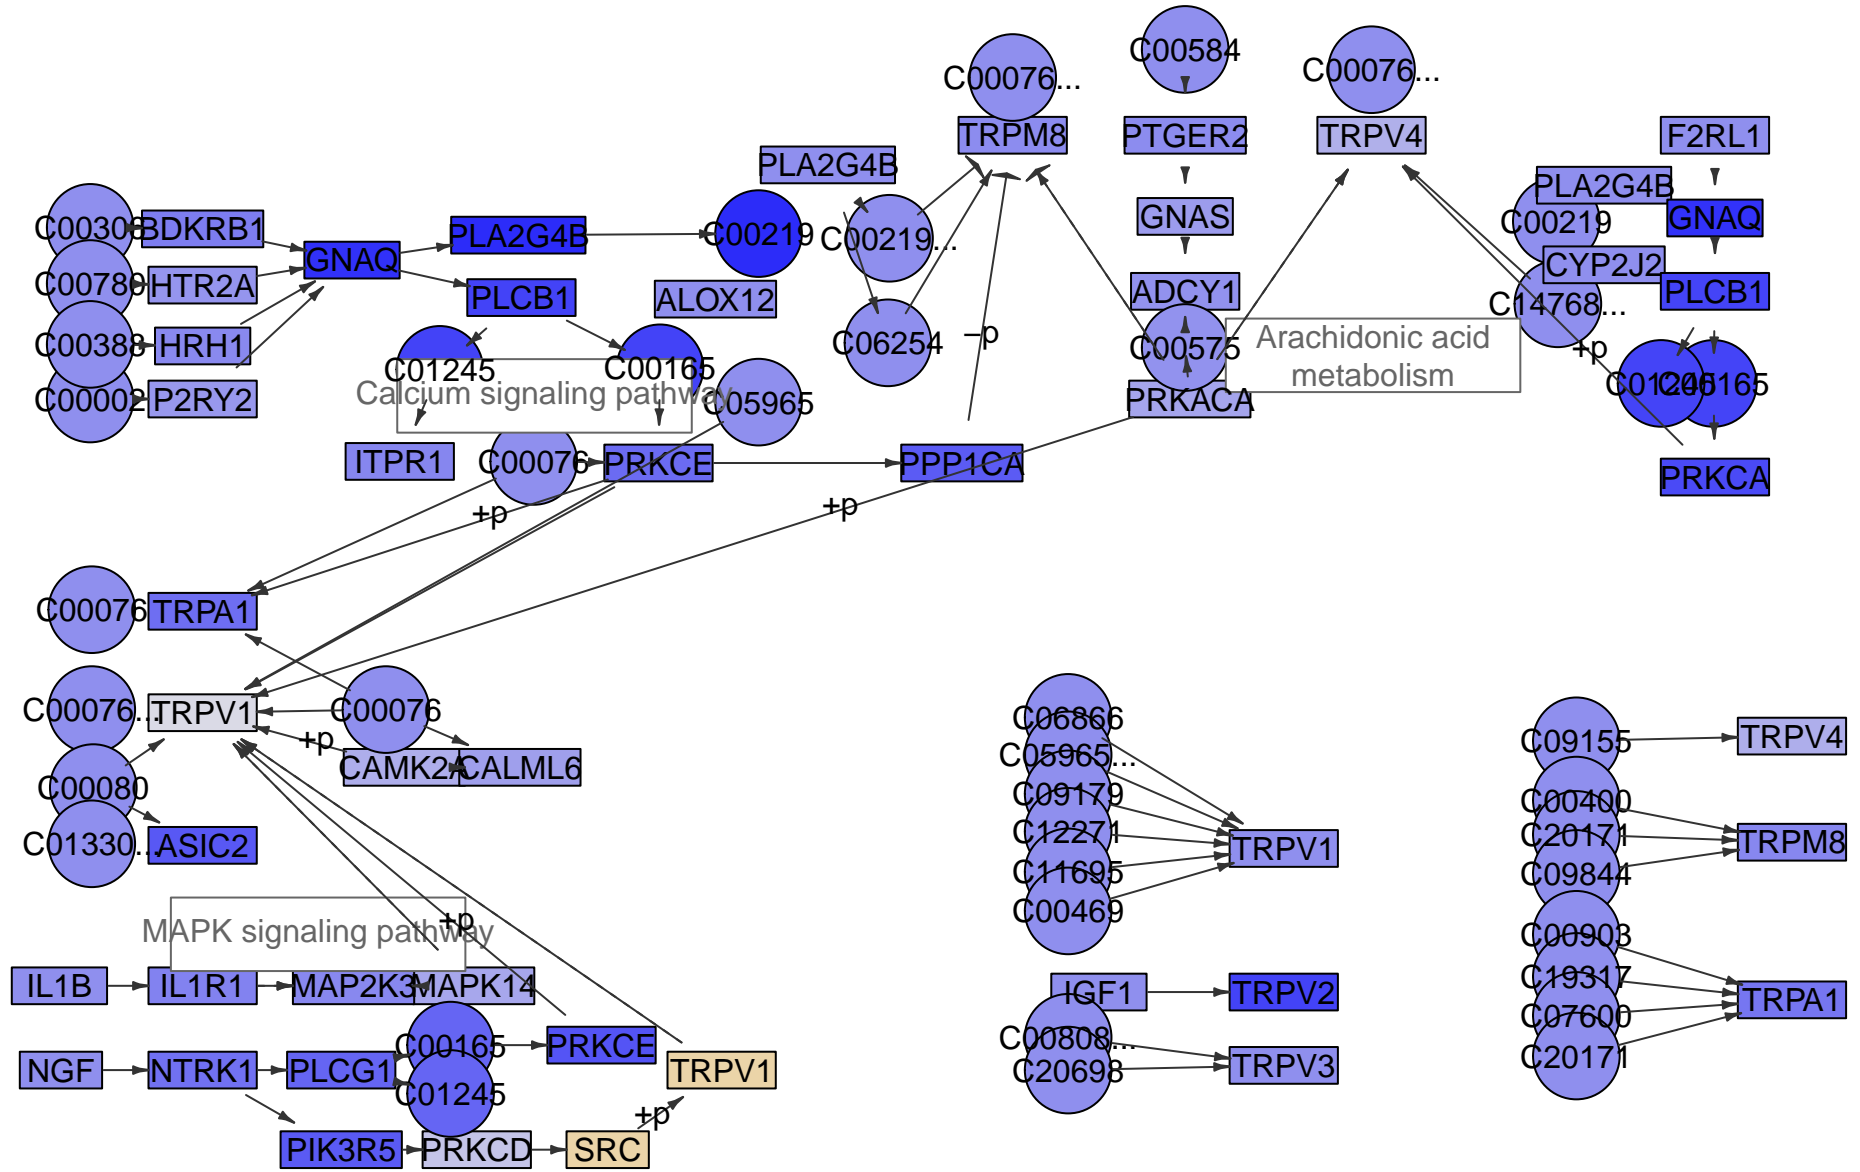 C00584
C00076...
C00076...
TRPM8
PTGER2
TRPV4
F2RL1
PLA2G4B
PLA2G4B
C00219
GNAS
GNAQ
BDKRB1
PLA2G4B
C00219
C00219...
GNAQ
CYP2J2
C00780
HTR2A
PLCB1
ALOX12
ADCY1
C14768...
PLCB1
C00388
HRH1
C06254
–p
C00575
Arachidonic acid
metabolism
+p
C01245
C00165
Calcium signaling pathway
C00002
P2RY2
C05965
PRKACA
C01245
C00165
ITPR1
C00076
PRKCE
PPP1CA
PRKCA
+p
+p
C00076
TRPA1
C00076...
TRPV1
C00076
+p
CAMK2A
CALML6
C00080
C01330...
ASIC2
C06866
C05965...
C09179
C12271
C11695
C00469
TRPV1
C09155
TRPV4
C00400
C20171
C09844
TRPM8
MAPK signaling pathway
+p
IL1B
IL1R1
MAP2K3
MAPK14
IGF1
TRPV2
C00903
C19317
C07600
C20171
TRPA1
C00165
PRKCE
C00808...
C20698
TRPV3
NGF
NTRK1
PLCG1
C01245
TRPV1
+p
PIK3R5
PRKCD
SRC